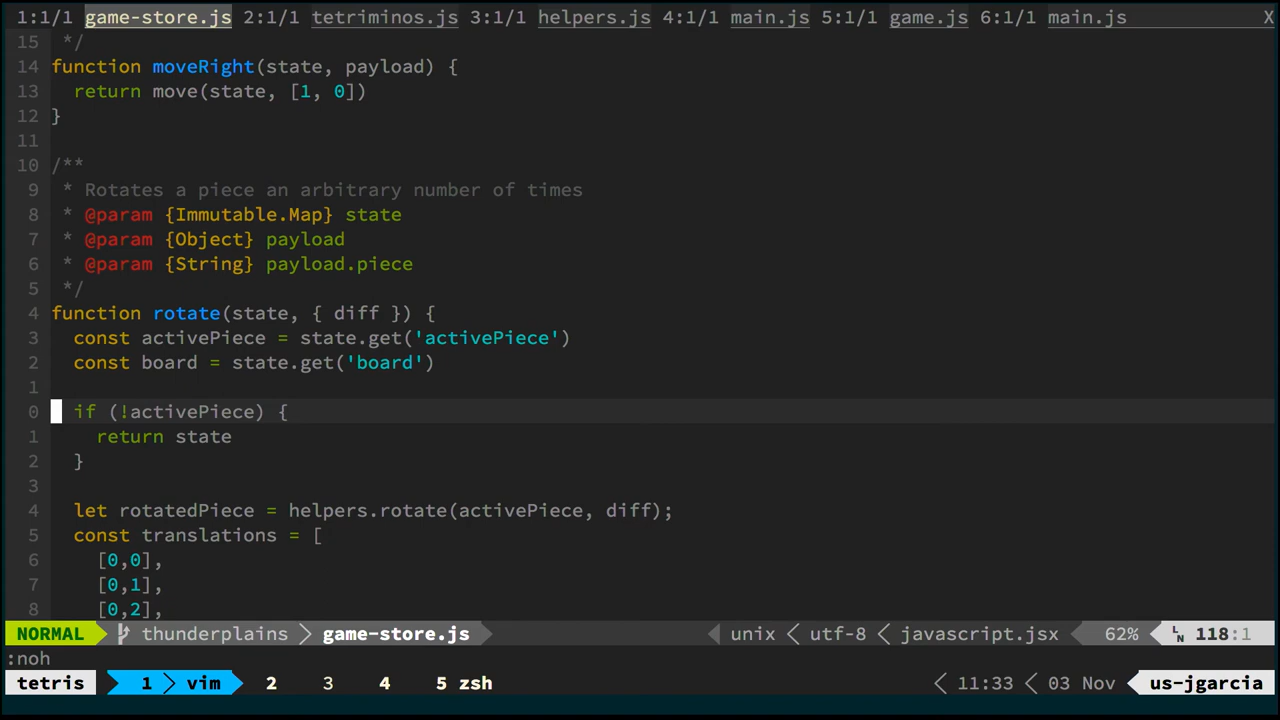 1:1/1 game-store.js 2:1/1 tetriminos.js 3:1/1 helpers.js 4:1/1 main.js 5:1/1 game.js 6:1/1 main.js X
15  */
14 function moveRight(state, payload) {
13   return move(state, [1, 0])
12 }
11
10 /**
9  * Rotates a piece an arbitrary number of times
8  * @param {Immutable.Map} state
7  * @param {Object} payload
6  * @param {String} payload.piece
5  */
4 function rotate(state, { diff }) {
3   const activePiece = state.get('activePiece')
2   const board = state.get('board')
1
0   if (!activePiece) {
1     return state
2   }
3
4   let rotatedPiece = helpers.rotate(activePiece, diff);
5   const translations = [
6     [0,0],
7     [0,1],
8     [0,2],
NORMAL thunderplains game-store.js unix utf-8 javascript.jsx 62% LN 118:1
:noh
tetris 1 vim 2 3 4 5 zsh 11:33 03 Nov us-jgarcia